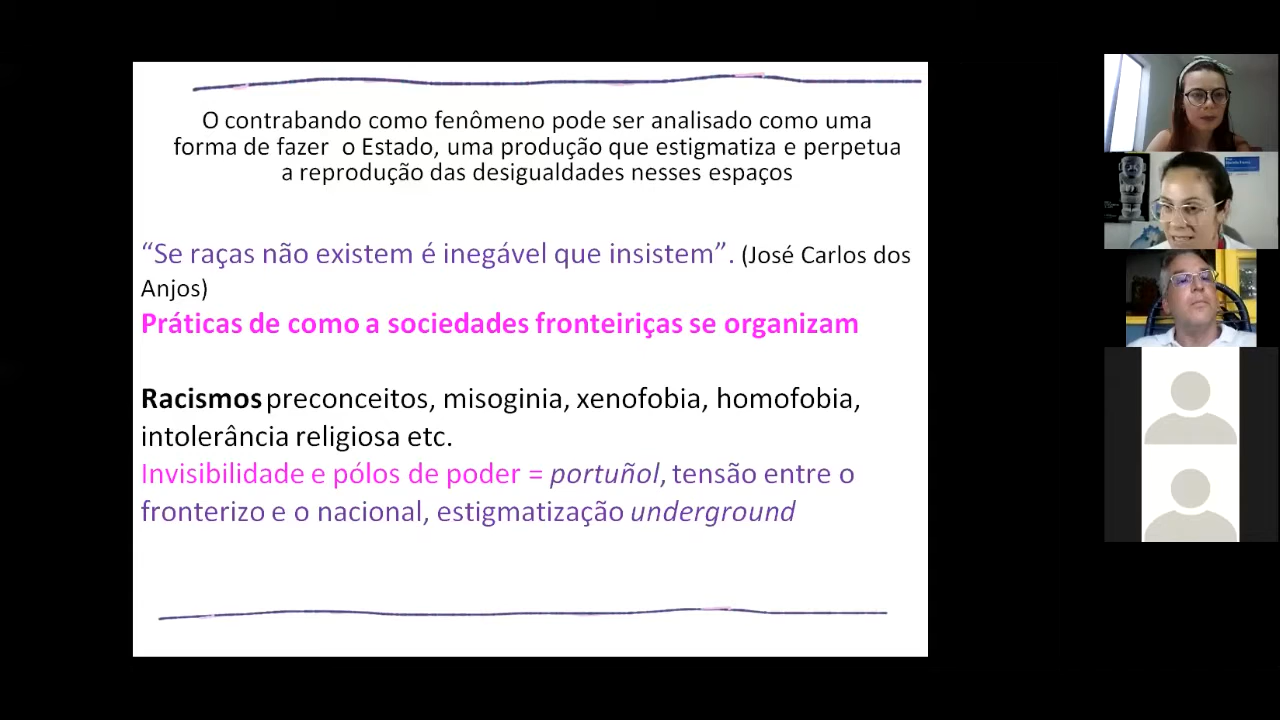 O contrabando como fenômeno pode ser analisado como uma
forma de fazer o Estado, uma produção que estigmatiza e perpetua
a reprodução das desigualdades nesses espaços
“Se raças não existem é inegável que insistem”. (José Carlos dos
Anjos)
Práticas de como a sociedades fronteiriças se organizam
Racismos preconceitos, misoginia, xenofobia, homofobia,
intolerância religiosa etc.
Invisibilidade e pólos de poder = portuñol, tensão entre o
fronterizo e o nacional, estigmatização underground